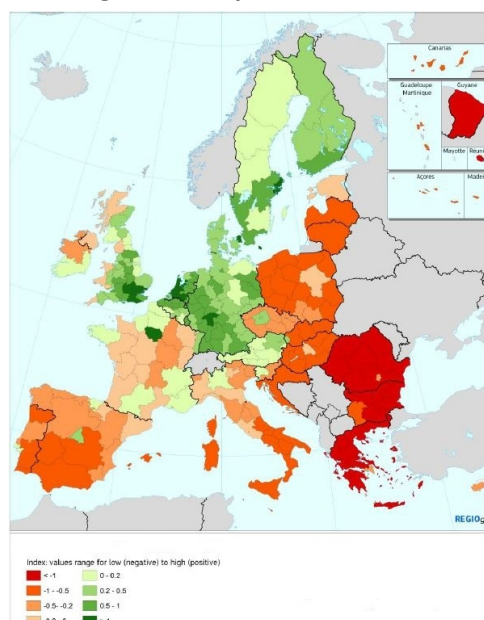 Canarias
Guadeloupe
Martinique
Guyane
Mayotte
Açores
REGIO
Index: values range for low (negative) to high (positive)
< -1
0 - 0.2
-1 - -0.5
0.2 - 0.5
-0.5- -0.2
0.5 - 1